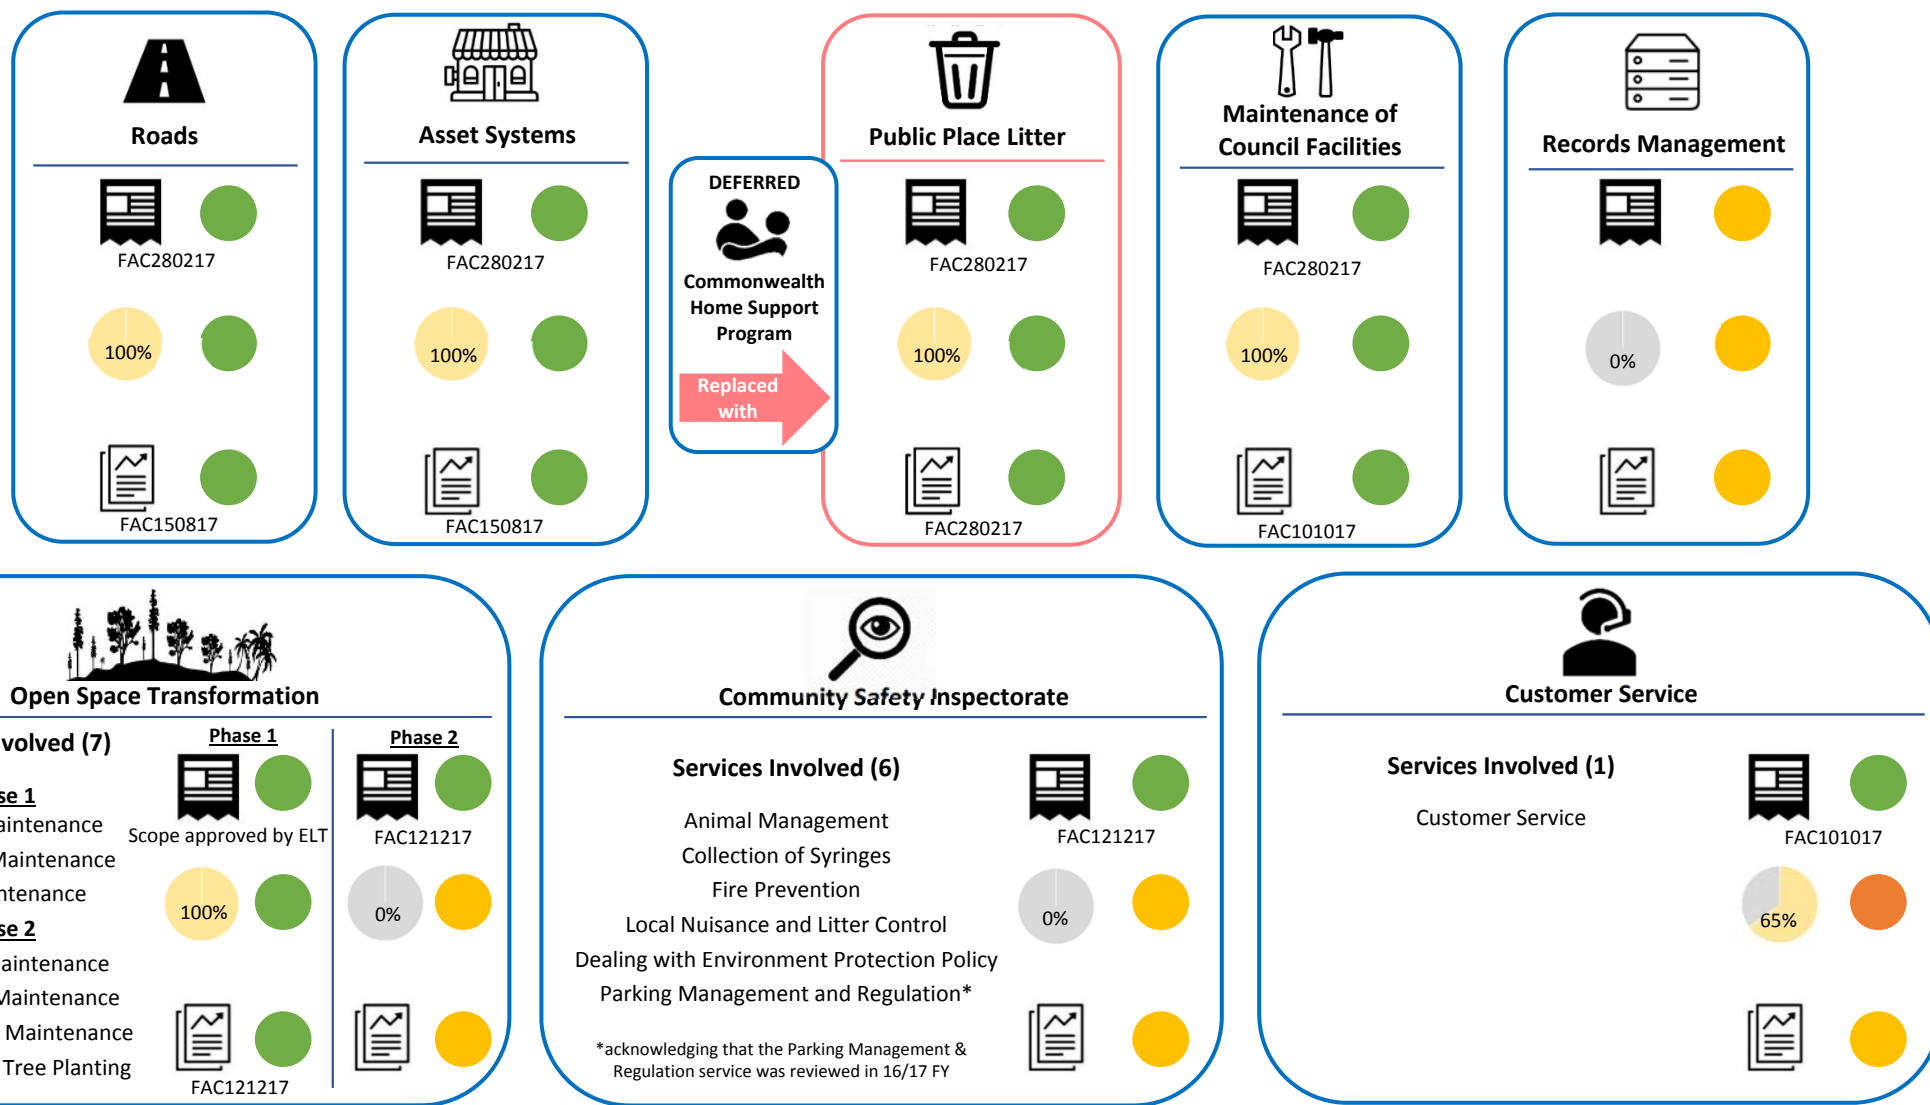 Roads
FAC280217
100%
FAC150817
Asset Systems
FAC280217
100%
FAC150817
DEFERRED
Commonwealth
Home Support
Program
Replaced
with
Public Place Litter
FAC280217
100%
FAC280217
Maintenance of
Council Facilities
FAC280217
100%
FAC101017
Records Management
0%
Open Space Transformation
volved (7)
se 1
aintenance
Maintenance
ntenance
se 2
aintenance
Maintenance
Maintenance
Tree Planting
Phase 1
Scope approved by ELT
100%
FAC121217
Phase 2
FAC121217
0%
Community Safety Inspectorate
Services Involved (6)
Animal Management
Collection of Syringes
Fire Prevention
Local Nuisance and Litter Control
Dealing with Environment Protection Policy
Parking Management and Regulation*
*acknowledging that the Parking Management &
Regulation service was reviewed in 16/17 FY
FAC121217
0%
Customer Service
Services Involved (1)
Customer Service
FAC101017
65%